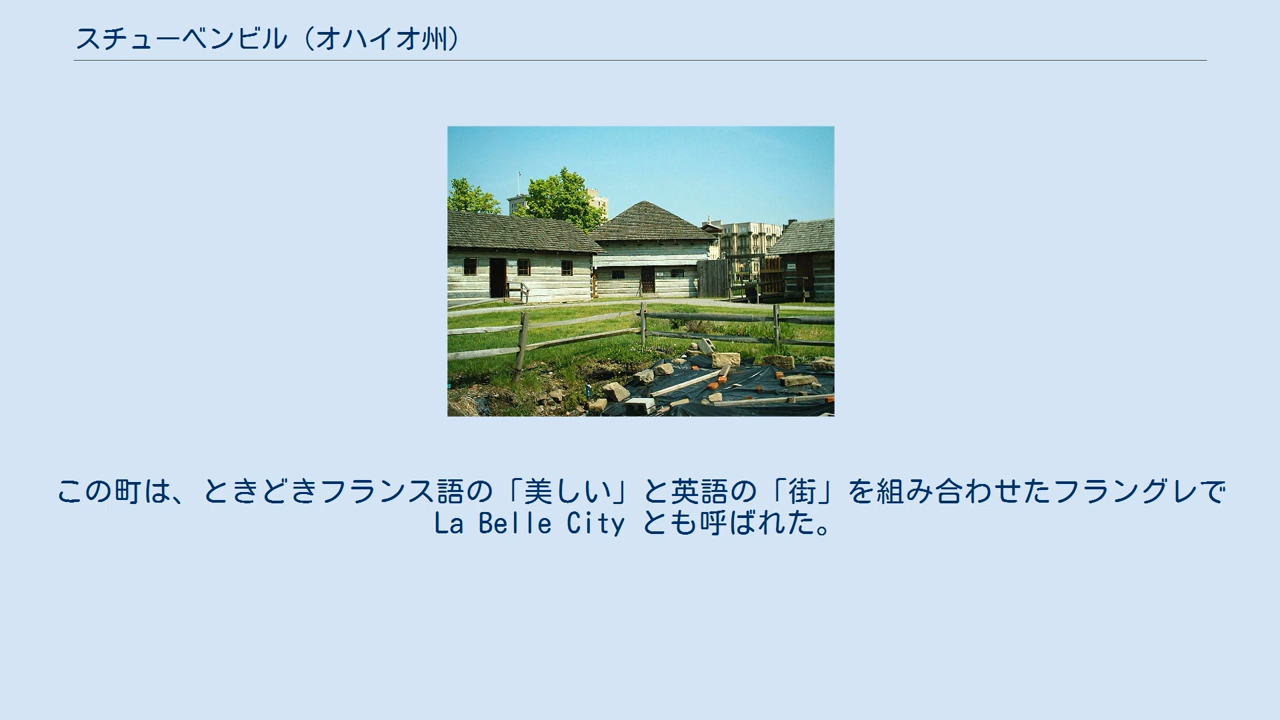 スチューベンビル（オハイオ州）
この町は、ときどきフランス語の「美しい」と英語の「街」を組み合わせたフラングレで
La Belle City とも呼ばれた。